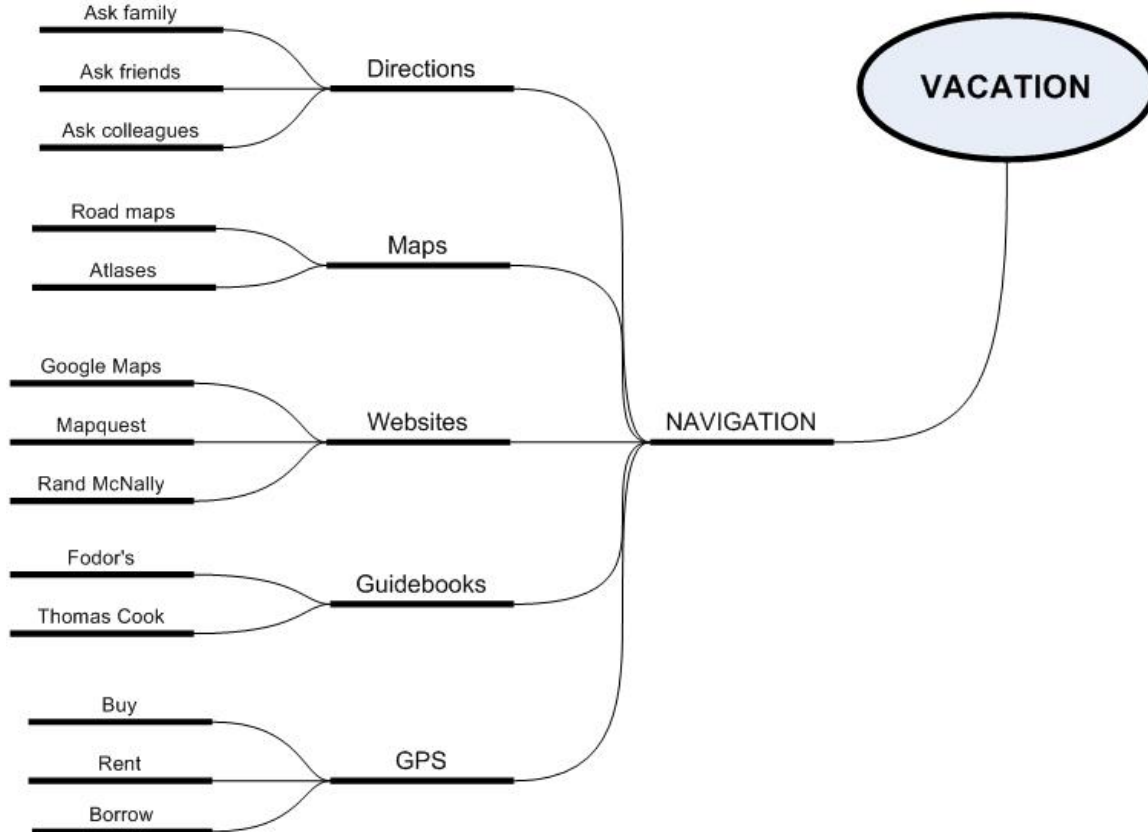 VACATION
NAVIGATION
Directions
Ask family
Ask friends
Ask colleagues
Maps
Road maps
Atlases
Websites
Google Maps
Mapquest
Rand McNally
Guidebooks
Fodor's
Thomas Cook
GPS
Buy
Rent
Borrow